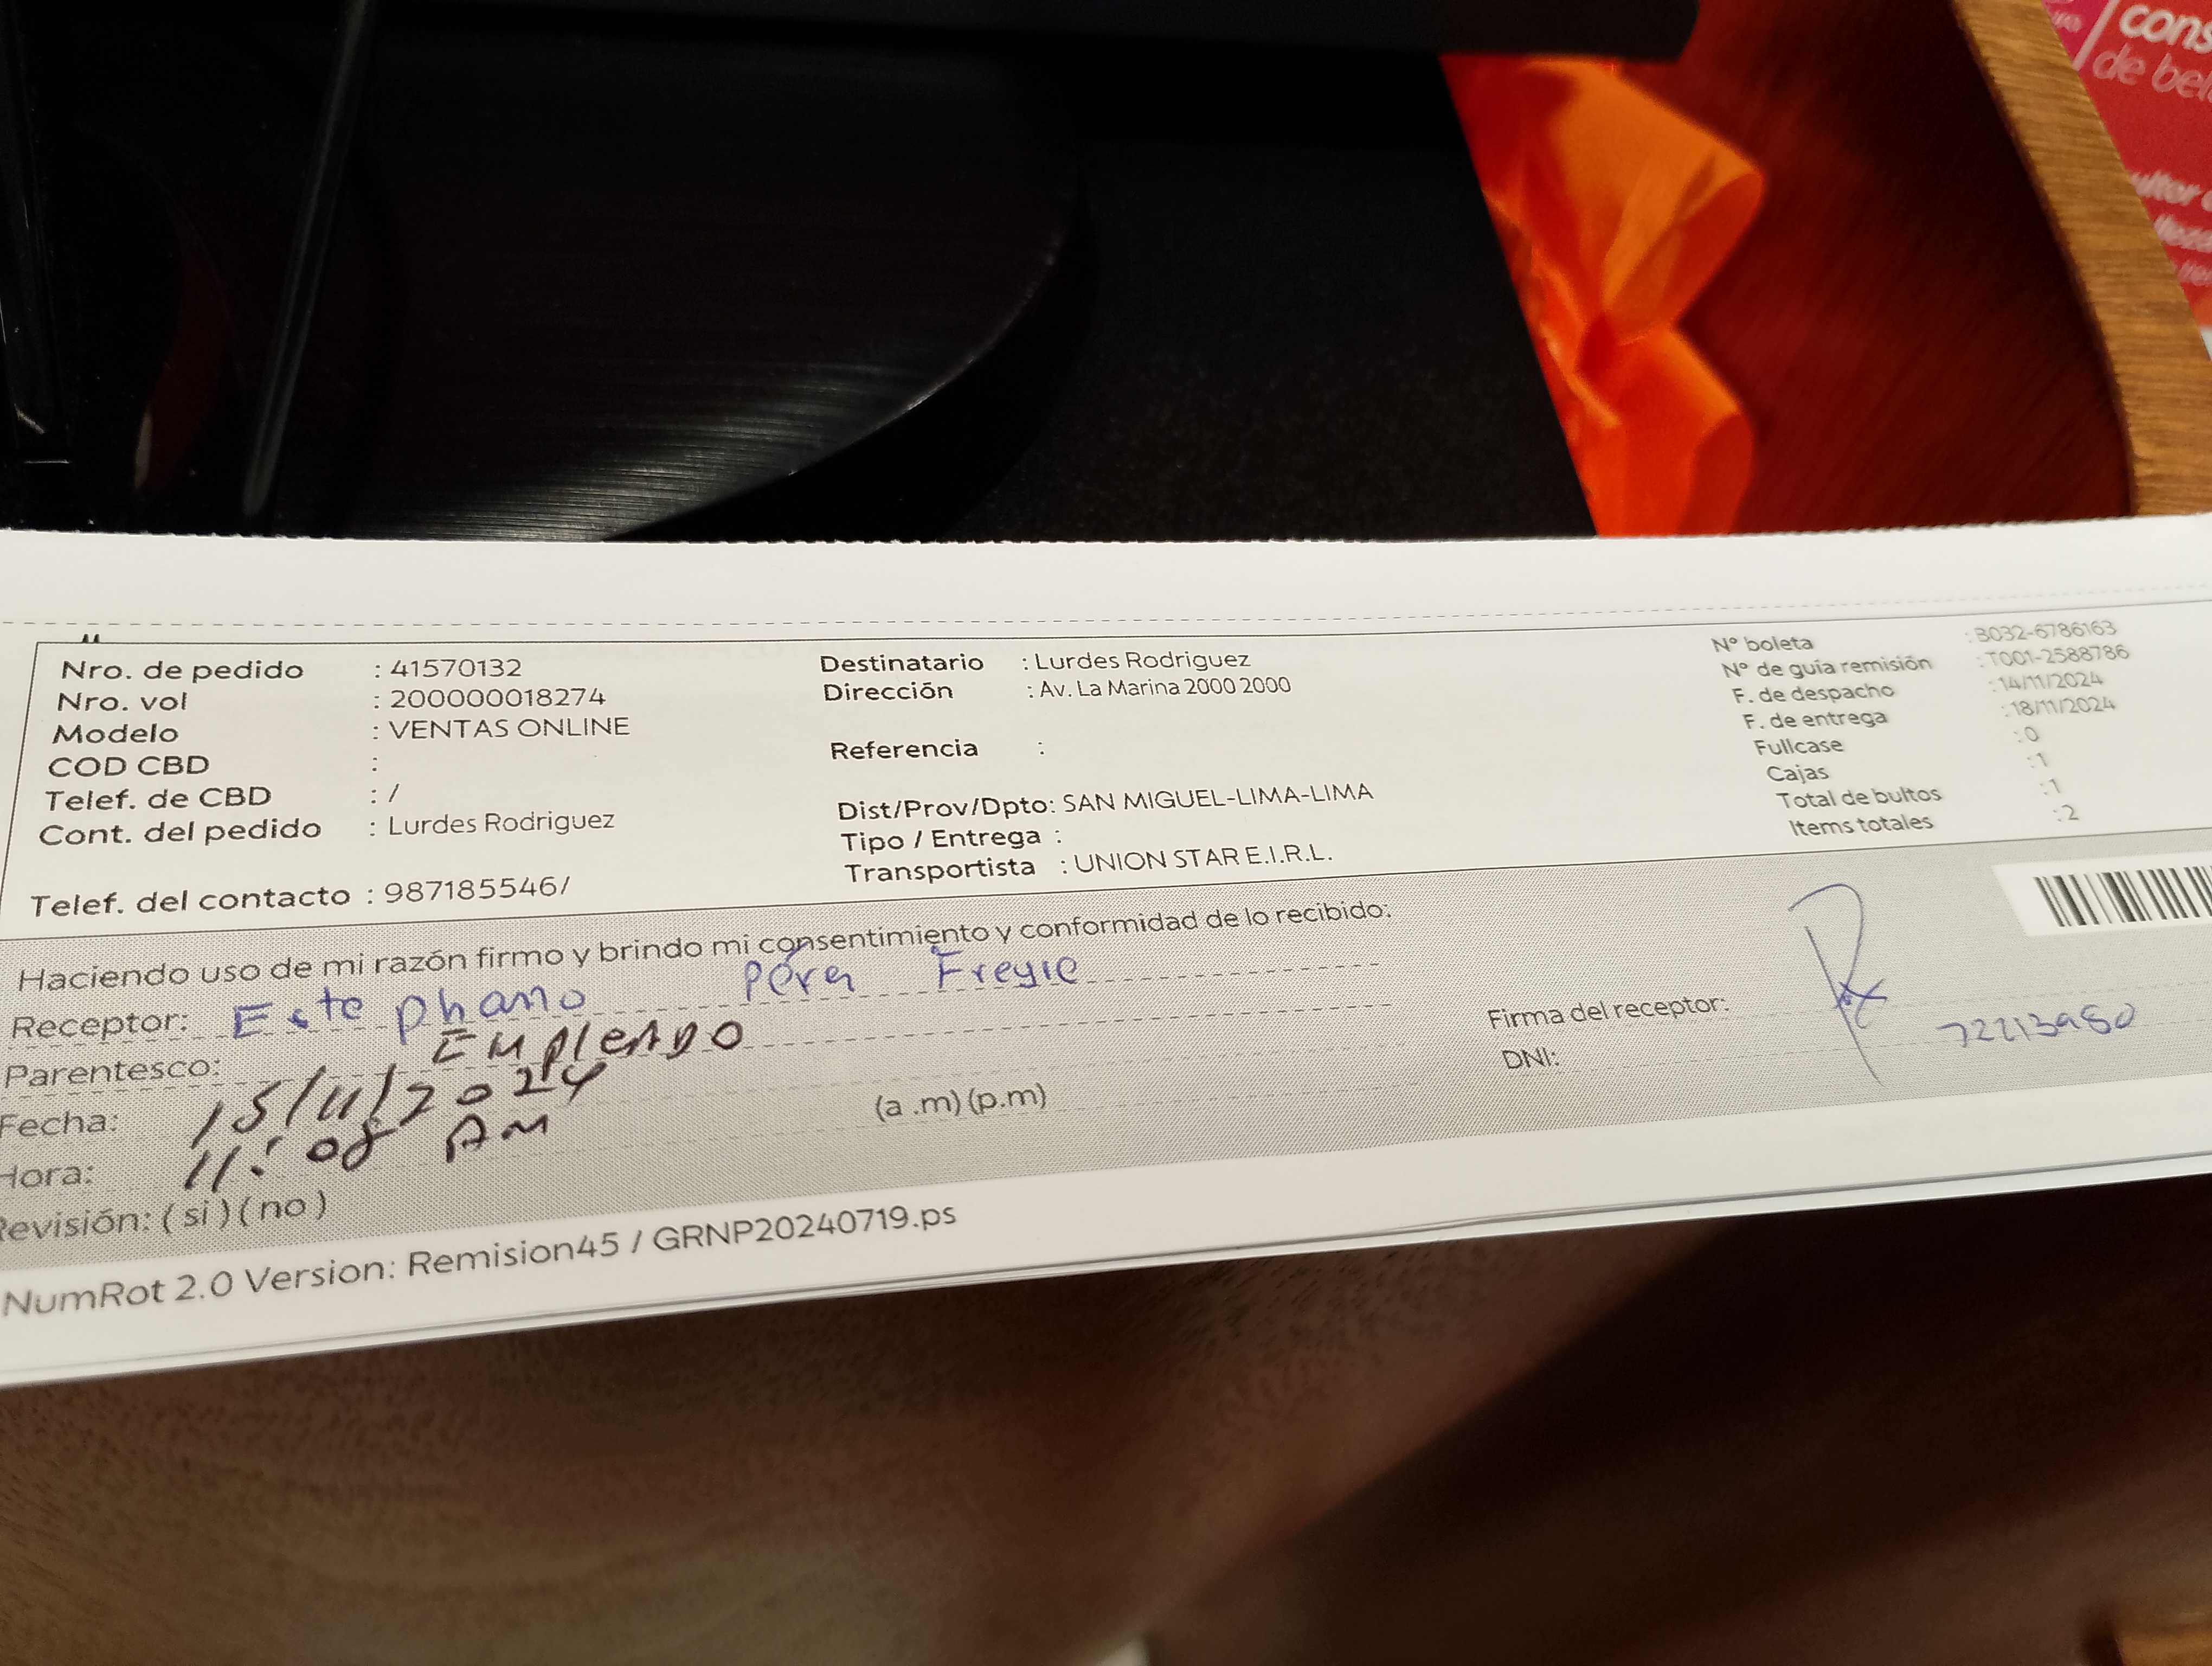 cons
de bel
Nro. de pedido : 41570132
Nro. vol : 200000018274
Modelo : VENTAS ONLINE
COD CBD :
Telef. de CBD : /
Cont. del pedido : Lurdes Rodriguez
Telef. del contacto : 987185546/
Destinatario : Lurdes Rodriguez
Dirección : Av. La Marina 2000 2000
Referencia :
Dist/Prov/Dpto: SAN MIGUEL-LIMA-LIMA
Tipo / Entrega :
Transportista : UNION STAR E.I.R.L.
N° boleta : B032-6786163
N° de guía remisión : T001-2588786
F. de despacho : 14/11/2024
F. de entrega : 18/11/2024
Fullcase : 0
Cajas : 1
Total de bultos : 1
Items totales : 2
Haciendo uso de mi razón firmo y brindo mi consentimiento y conformidad de lo recibido:
Receptor: Estephano
Parentesco: Empleado
Fecha: 15/11/2024
Hora: 11:08 AM (a .m) (p.m)
Revisión: ( si ) ( no )
Firma del receptor:
DNI:
NumRot 2.0 Version: Remision45 / GRNP20240719.ps